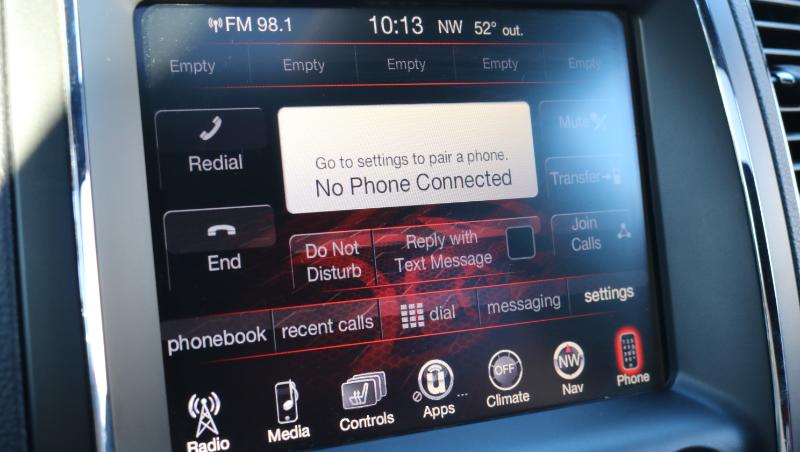 FM 98.1 10:13 NW 52° out.
Empty Empty Empty Empty Empty
Redial
Go to settings to pair a phone.
No Phone Connected
Mute
Transfer
End
Do Not
Disturb
Reply with
Text Message
Join
Calls
phonebook recent calls dial messaging settings
Radio Media Controls Apps Climate Nav Phone
OFF
NW